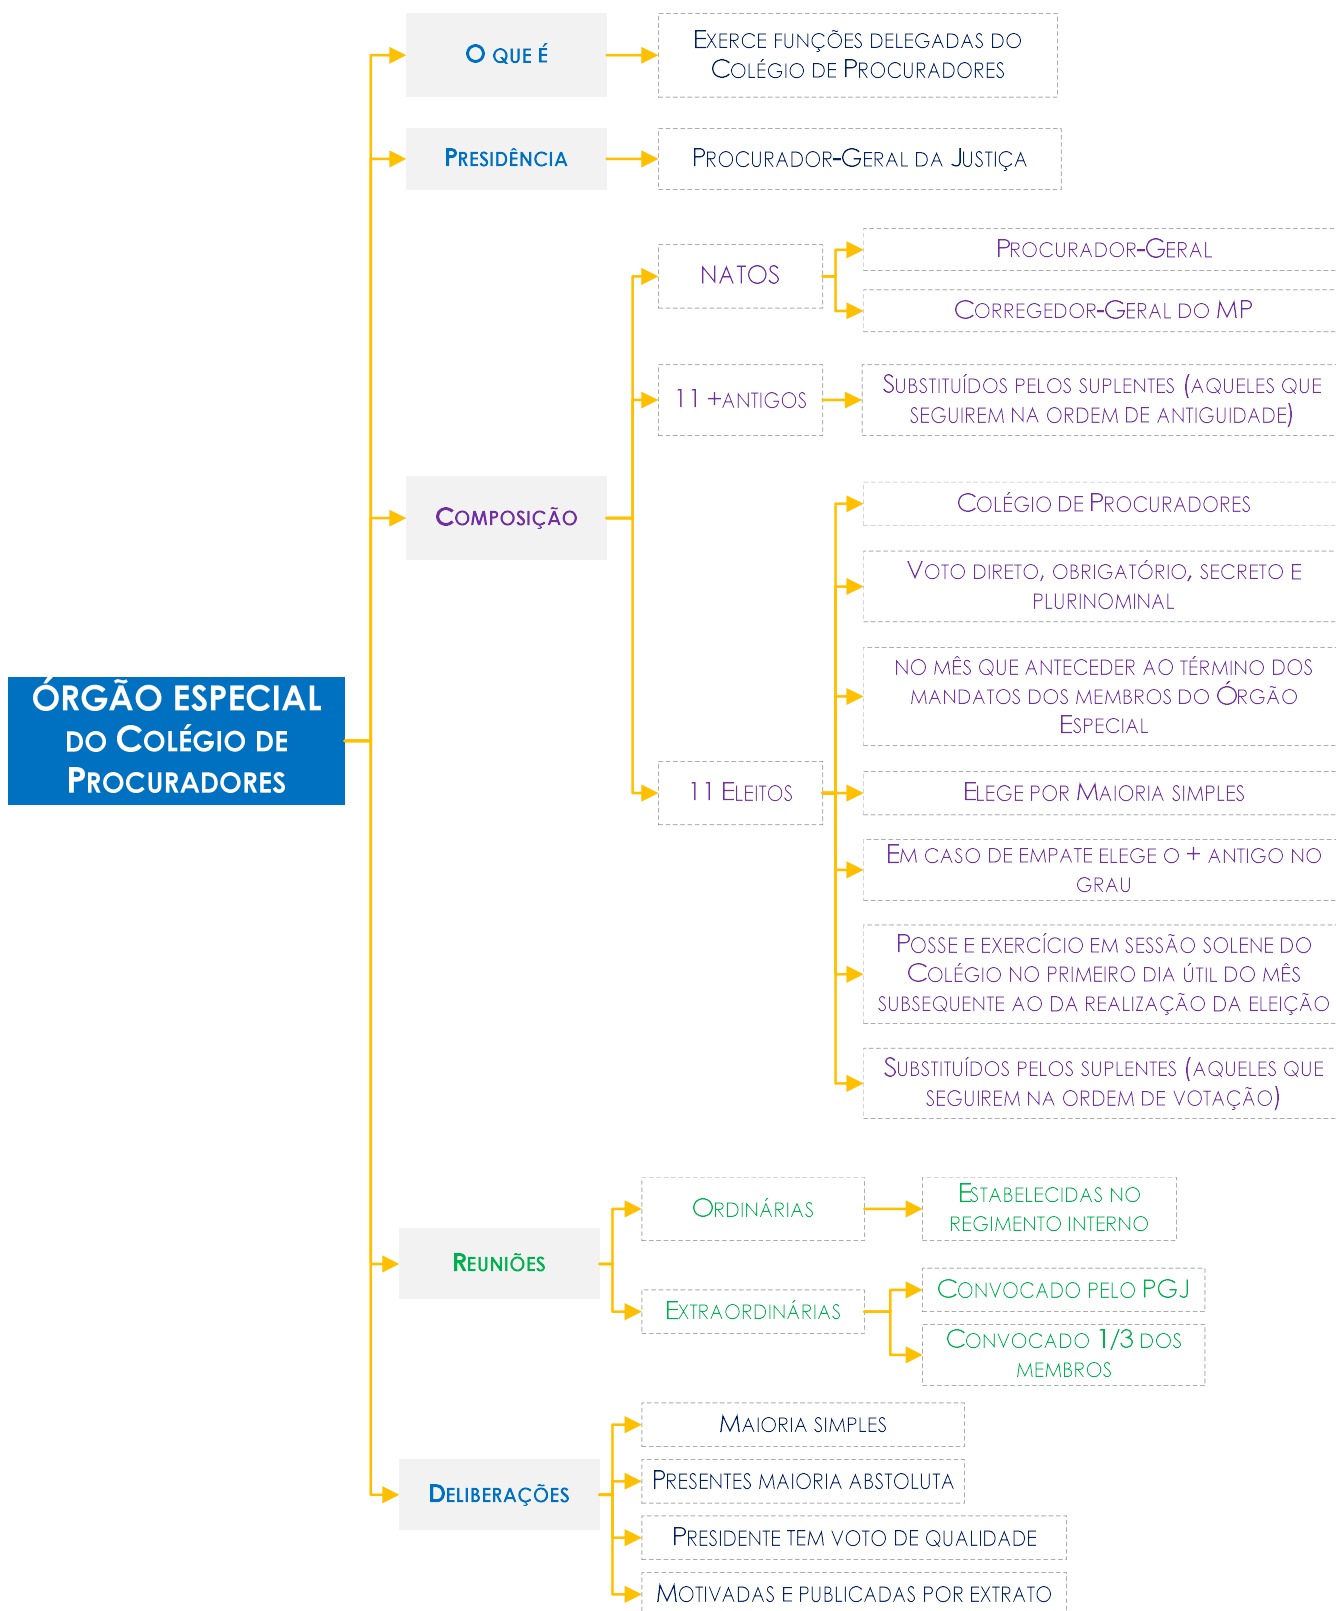 O que é
Exerce funções delegadas do
Colégio de Procuradores
Presidência
Procurador-Geral da Justiça
NATOS
Procurador-Geral
Corregedor-Geral do MP
11 +antigos
Substituídos pelos suplentes (aqueles que
seguirem na ordem de antiguidade)
Composição
Colégio de Procuradores
Voto direto, obrigatório, secreto e
plurinominal
no mês que anteceder ao término dos
mandatos dos membros do Órgão
Especial
ÓRGÃO ESPECIAL
do Colégio de
Procuradores
11 Eleitos
Elege por Maioria simples
Em caso de empate elege o + antigo no
grau
Posse e exercício em sessão solene do
Colégio no primeiro dia útil do mês
subsequente ao da realização da eleição
Substituídos pelos suplentes (aqueles que
seguirem na ordem de votação)
Reuniões
Ordinárias
Estabelecidas no
regimento interno
Extraordinárias
Convocado pelo PGJ
Convocado 1/3 dos
membros
Deliberações
Maioria simples
Presentes maioria abstoluta
Presidente tem voto de qualidade
Motivadas e publicadas por extrato